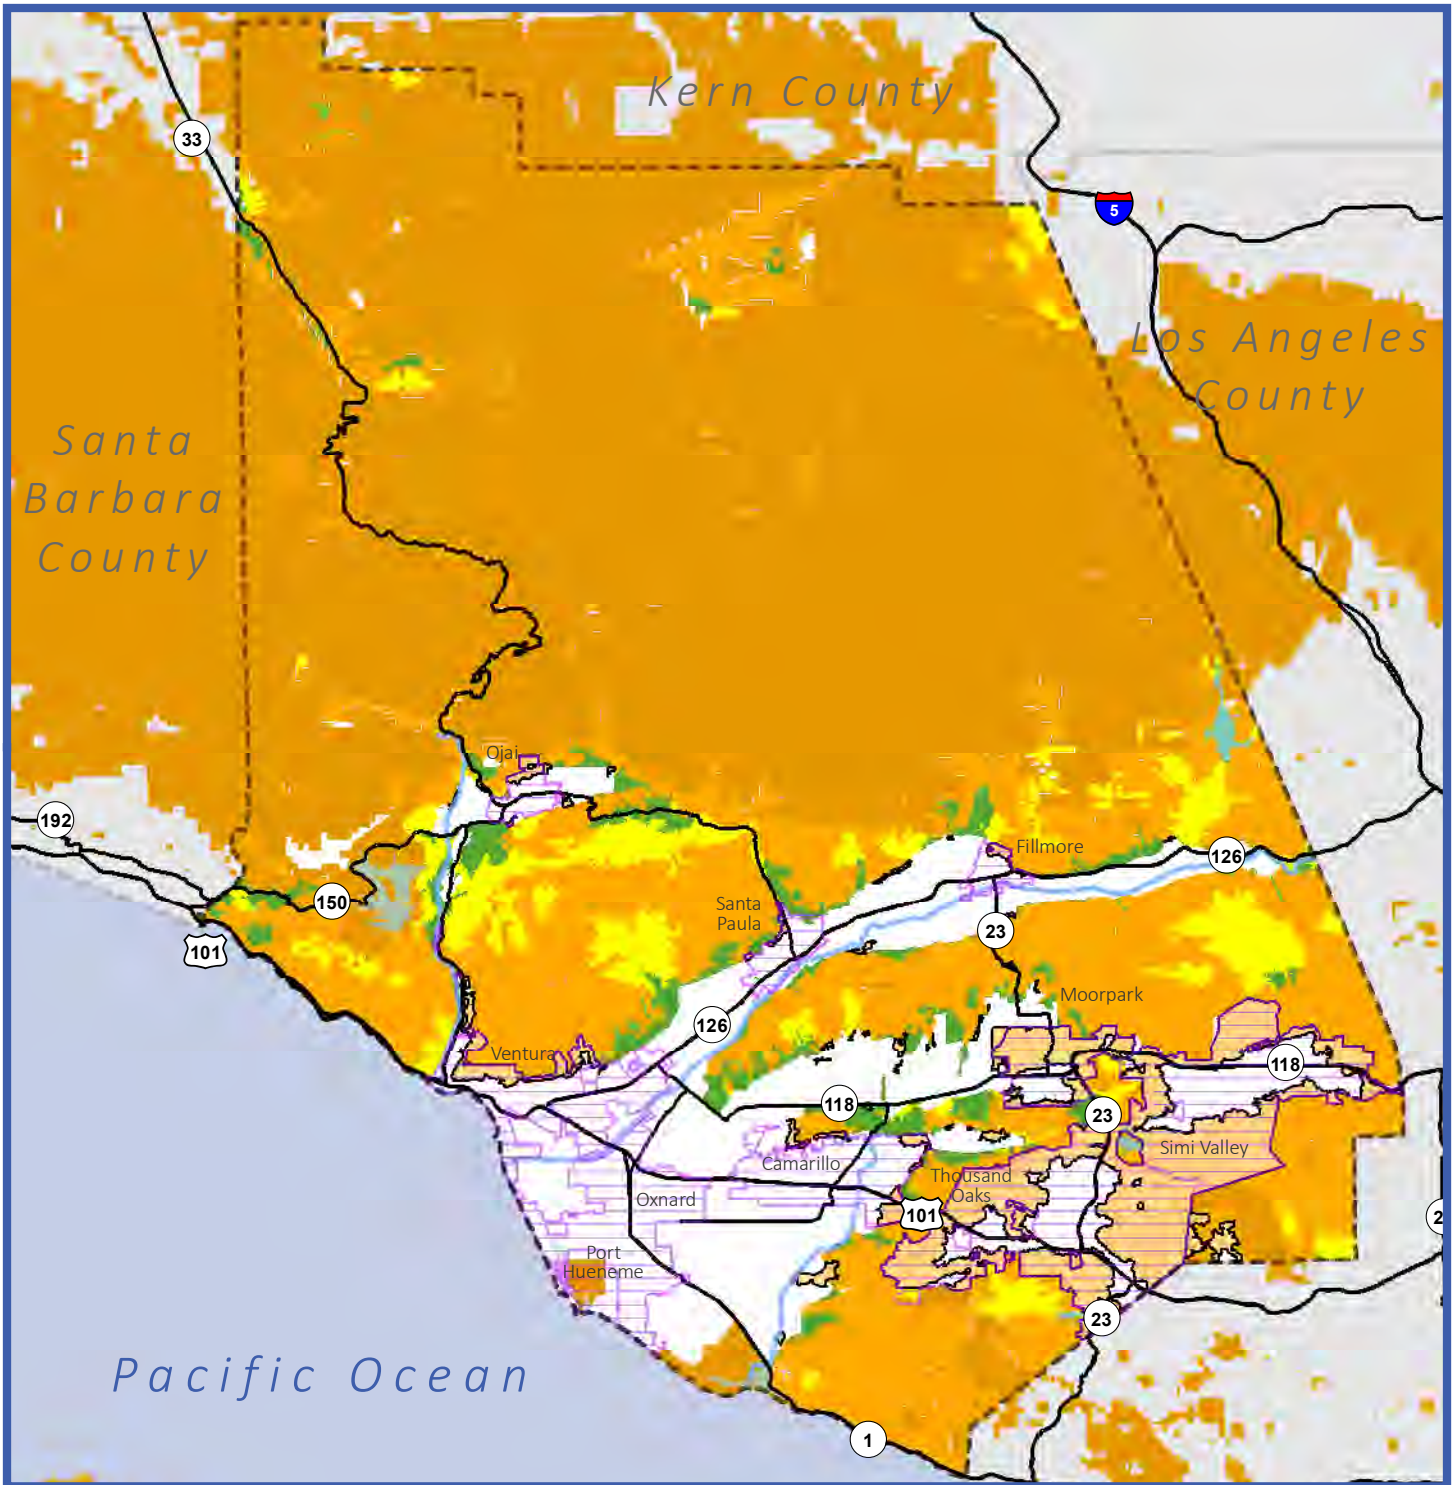 Kern County
33
5
Los Angeles
County
Santa
Barbara
County
Ojai
192
Fillmore
126
150
Santa
Paula
23
101
Moorpark
126
Ventura
118
118
23
Simi Valley
Camarillo
Thousand
Oaks
Oxnard
101
2
Port
Hueneme
23
Pacific Ocean
1